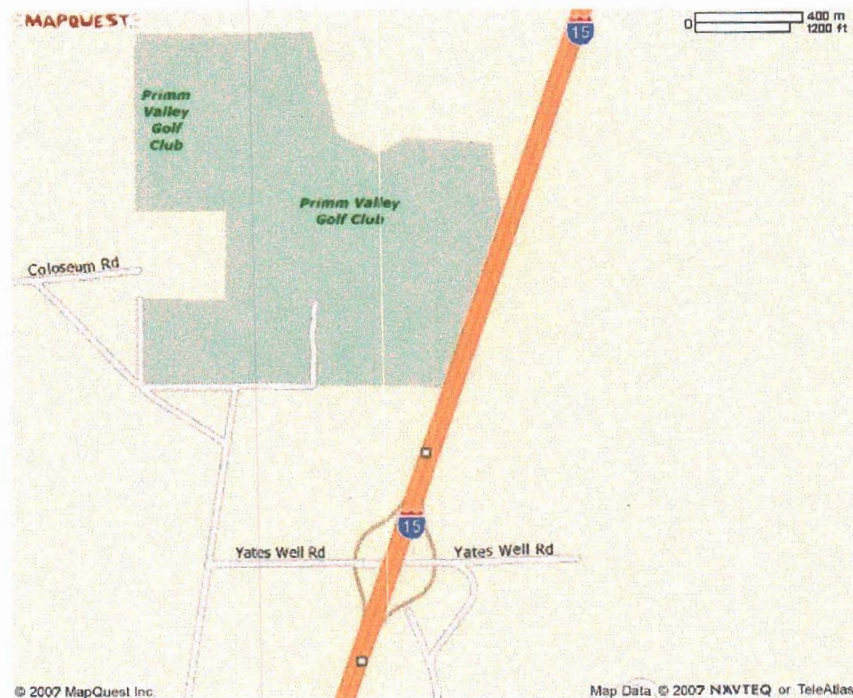 MAPQUEST
15
0
400 m
1200 ft
Primm
Valley
Golf
Club
Primm Valley
Golf Club
Coloseum Rd
15
Yates Well Rd
Yates Well Rd
© 2007 MapQuest Inc.
Map Data © 2007 NAVTEQ or TeleAtlas